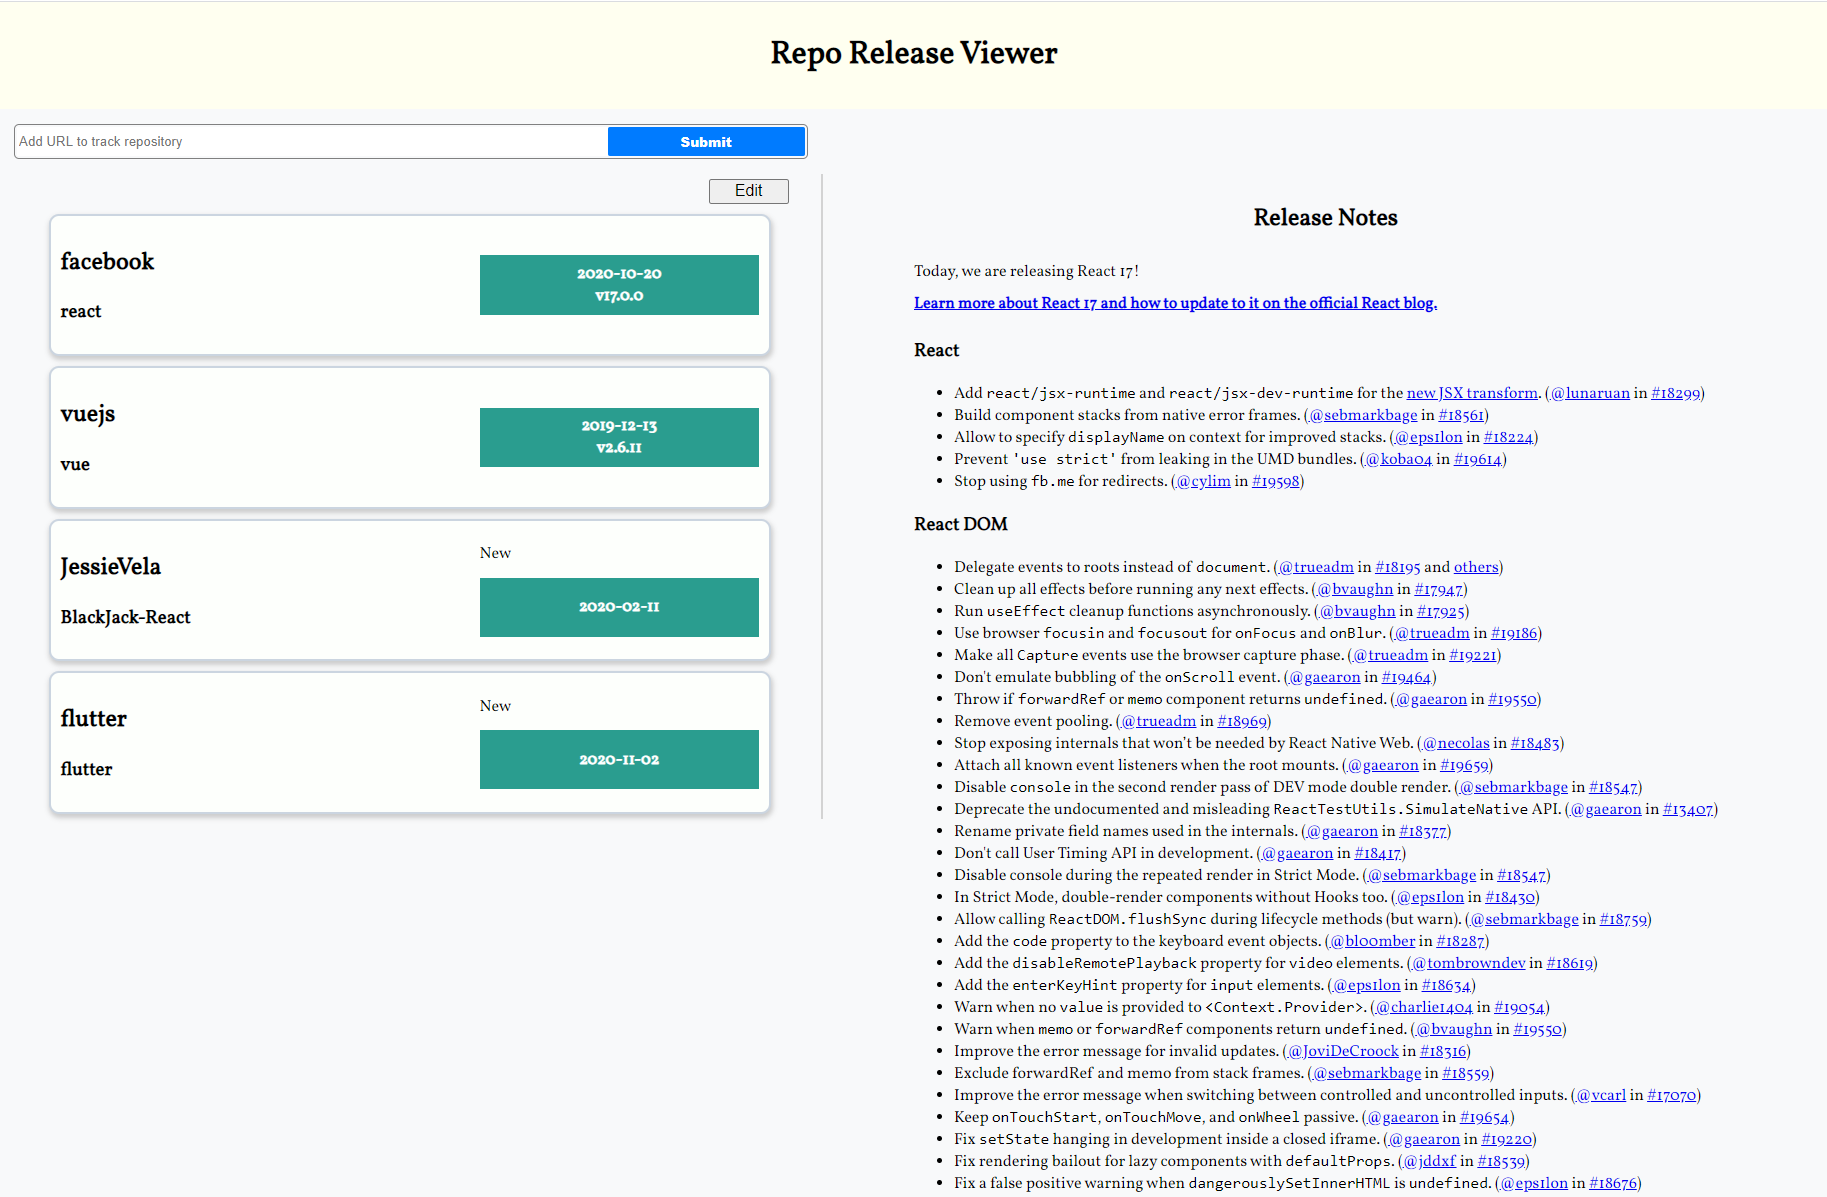 Repo Release Viewer
Add URL to track repository
Submit
Edit
facebook
react
2020-10-20
v17.0.0
vuejs
vue
2019-12-13
v2.6.11
JessieVela
BlackJack-React
New
2020-02-11
flutter
flutter
New
2020-11-02
Release Notes
Today, we are releasing React 17!
Learn more about React 17 and how to update to it on the official React blog.
React
• Add react/jsx-runtime and react/jsx-dev-runtime for the new JSX transform. (@lunaruan in #18299)
• Build component stacks from native error frames. (@sebmarkbage in #18561)
• Allow to specify displayName on context for improved stacks. (@eps1lon in #18224)
• Prevent 'use strict' from leaking in the UMD bundles. (@koba04 in #19614)
• Stop using fb.me for redirects. (@cylim in #19598)
React DOM
• Delegate events to roots instead of document. (@trueadm in #18195 and others)
• Clean up all effects before running any next effects. (@bvaughn in #17947)
• Run useEffect cleanup functions asynchronously. (@bvaughn in #17925)
• Use browser focusin and focusout for onFocus and onBlur. (@trueadm in #19186)
• Make all Capture events use the browser capture phase. (@trueadm in #19221)
• Don't emulate bubbling of the onScroll event. (@gaearon in #19464)
• Throw if forwardRef or memo component returns undefined. (@gaearon in #19550)
• Remove event pooling. (@trueadm in #18969)
• Stop exposing internals that won’t be needed by React Native Web. (@necolas in #18483)
• Attach all known event listeners when the root mounts. (@gaearon in #19659)
• Disable console in the second render pass of DEV mode double render. (@sebmarkbage in #18547)
• Deprecate the undocumented and misleading ReactTestUtils.SimulateNative API. (@gaearon in #13407)
• Rename private field names used in the internals. (@gaearon in #18377)
• Don't call User Timing API in development. (@gaearon in #18417)
• Disable console during the repeated render in Strict Mode. (@sebmarkbage in #18547)
• In Strict Mode, double-render components without Hooks too. (@eps1lon in #18430)
• Allow calling ReactDOM.flushSync during lifecycle methods (but warn). (@sebmarkbage in #18759)
• Add the code property to the keyboard event objects. (@bl00mber in #18287)
• Add the disableRemotePlayback property for video elements. (@tombrowndev in #18619)
• Add the enterKeyHint property for input elements. (@eps1lon in #18634)
• Warn when no value is provided to <Context.Provider>. (@charlie1404 in #19054)
• Warn when memo or forwardRef components return undefined. (@bvaughn in #19550)
• Improve the error message for invalid updates. (@JoviDeCroock in #18316)
• Exclude forwardRef and memo from stack frames. (@sebmarkbage in #18559)
• Improve the error message when switching between controlled and uncontrolled inputs. (@vcarl in #17070)
• Keep onTouchStart, onTouchMove, and onWheel passive. (@gaearon in #19654)
• Fix setState hanging in development inside a closed iframe. (@gaearon in #19220)
• Fix rendering bailout for lazy components with defaultProps. (@jddxf in #18539)
• Fix a false positive warning when dangerouslySetInnerHTML is undefined. (@eps1lon in #18676)